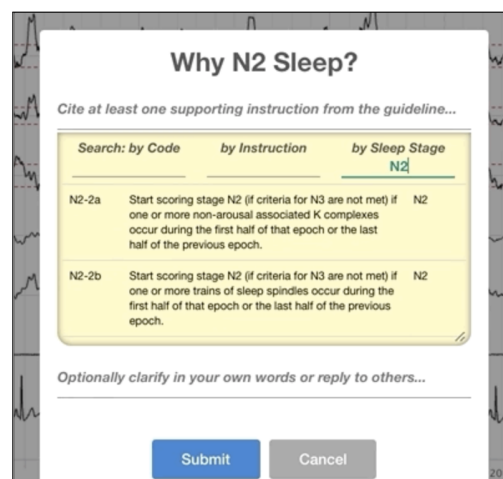 Why N2 Sleep?
Cite at least one supporting instruction from the guideline...
Search: by Code by Instruction by Sleep Stage
N2
N2-2a Start scoring stage N2 (if criteria for N3 are not met) if N2
one or more non-arousal associated K complexes
occur during the first half of that epoch or the last
half of the previous epoch.
N2-2b Start scoring stage N2 (if criteria for N3 are not met) if N2
one or more trains of sleep spindles occur during the
first half of that epoch or the last half of the previous
epoch.
Optionally clarify in your own words or reply to others...
Submit Cancel
20